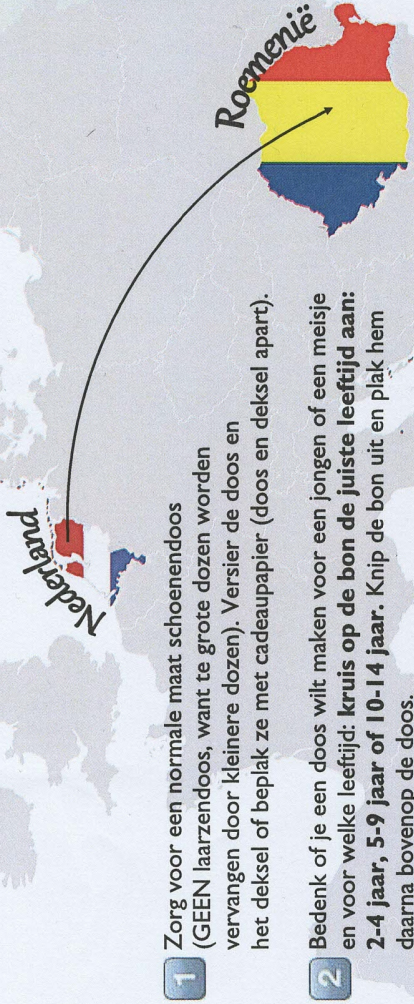 Nederland
Roemenië
1 Zorg voor een normale maat schoenendoos
(GEEN laarzendoos, want te grote dozen worden
vervangen door kleinere dozen). Versier de doos en
het deksel of beplak ze met cadeaupapier (doos en deksel apart).
2 Bedenk of je een doos wilt maken voor een jongen of een meisje
en voor welke leeftijd: kruis op de bon de juiste leeftijd aan:
2-4 jaar, 5-9 jaar of 10-14 jaar. Knip de bon uit en plak hem
daarna bovenop de doos.